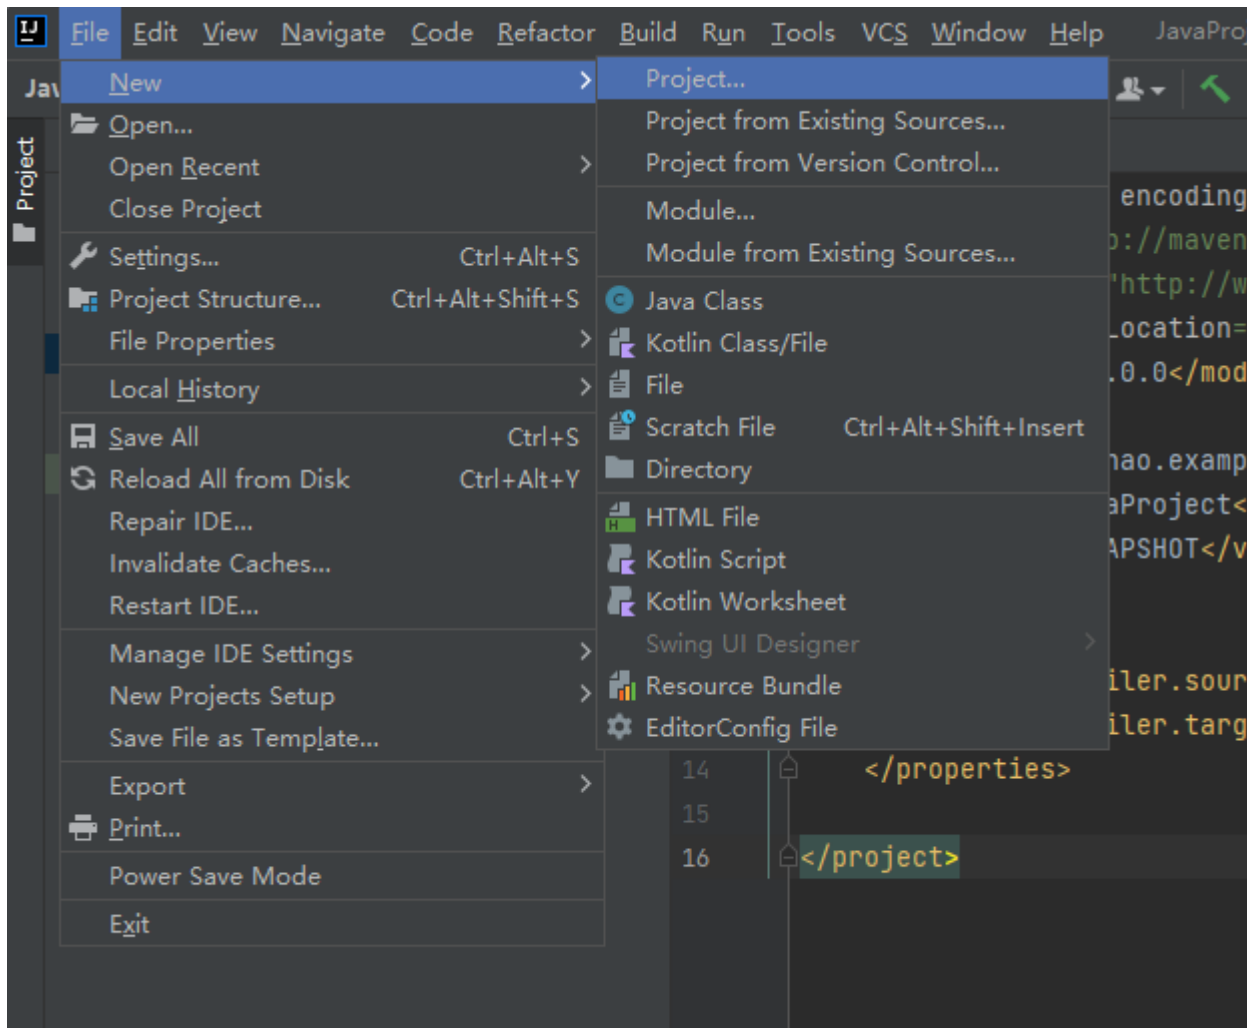 IJ File Edit View Navigate Code Refactor Build Run Tools VCS Window Help JavaPro
Jav
Project
New
Open...
Open Recent
Close Project
Settings... Ctrl+Alt+S
Project Structure... Ctrl+Alt+Shift+S
File Properties
Local History
Save All Ctrl+S
Reload All from Disk Ctrl+Alt+Y
Repair IDE...
Invalidate Caches...
Restart IDE...
Manage IDE Settings
New Projects Setup
Save File as Template...
Export
Print...
Power Save Mode
Exit
Project...
Project from Existing Sources...
Project from Version Control...
Module...
Module from Existing Sources...
Java Class
Kotlin Class/File
File
Scratch File Ctrl+Alt+Shift+Insert
Directory
HTML File
Kotlin Script
Kotlin Worksheet
Swing UI Designer
Resource Bundle
EditorConfig File
encoding
p://maven
"http://w
Location=
.0.0</mod
hao.examp
aProject<
APSHOT</v
iler.sour
iler.targ
14 </properties>
15
16 </project>